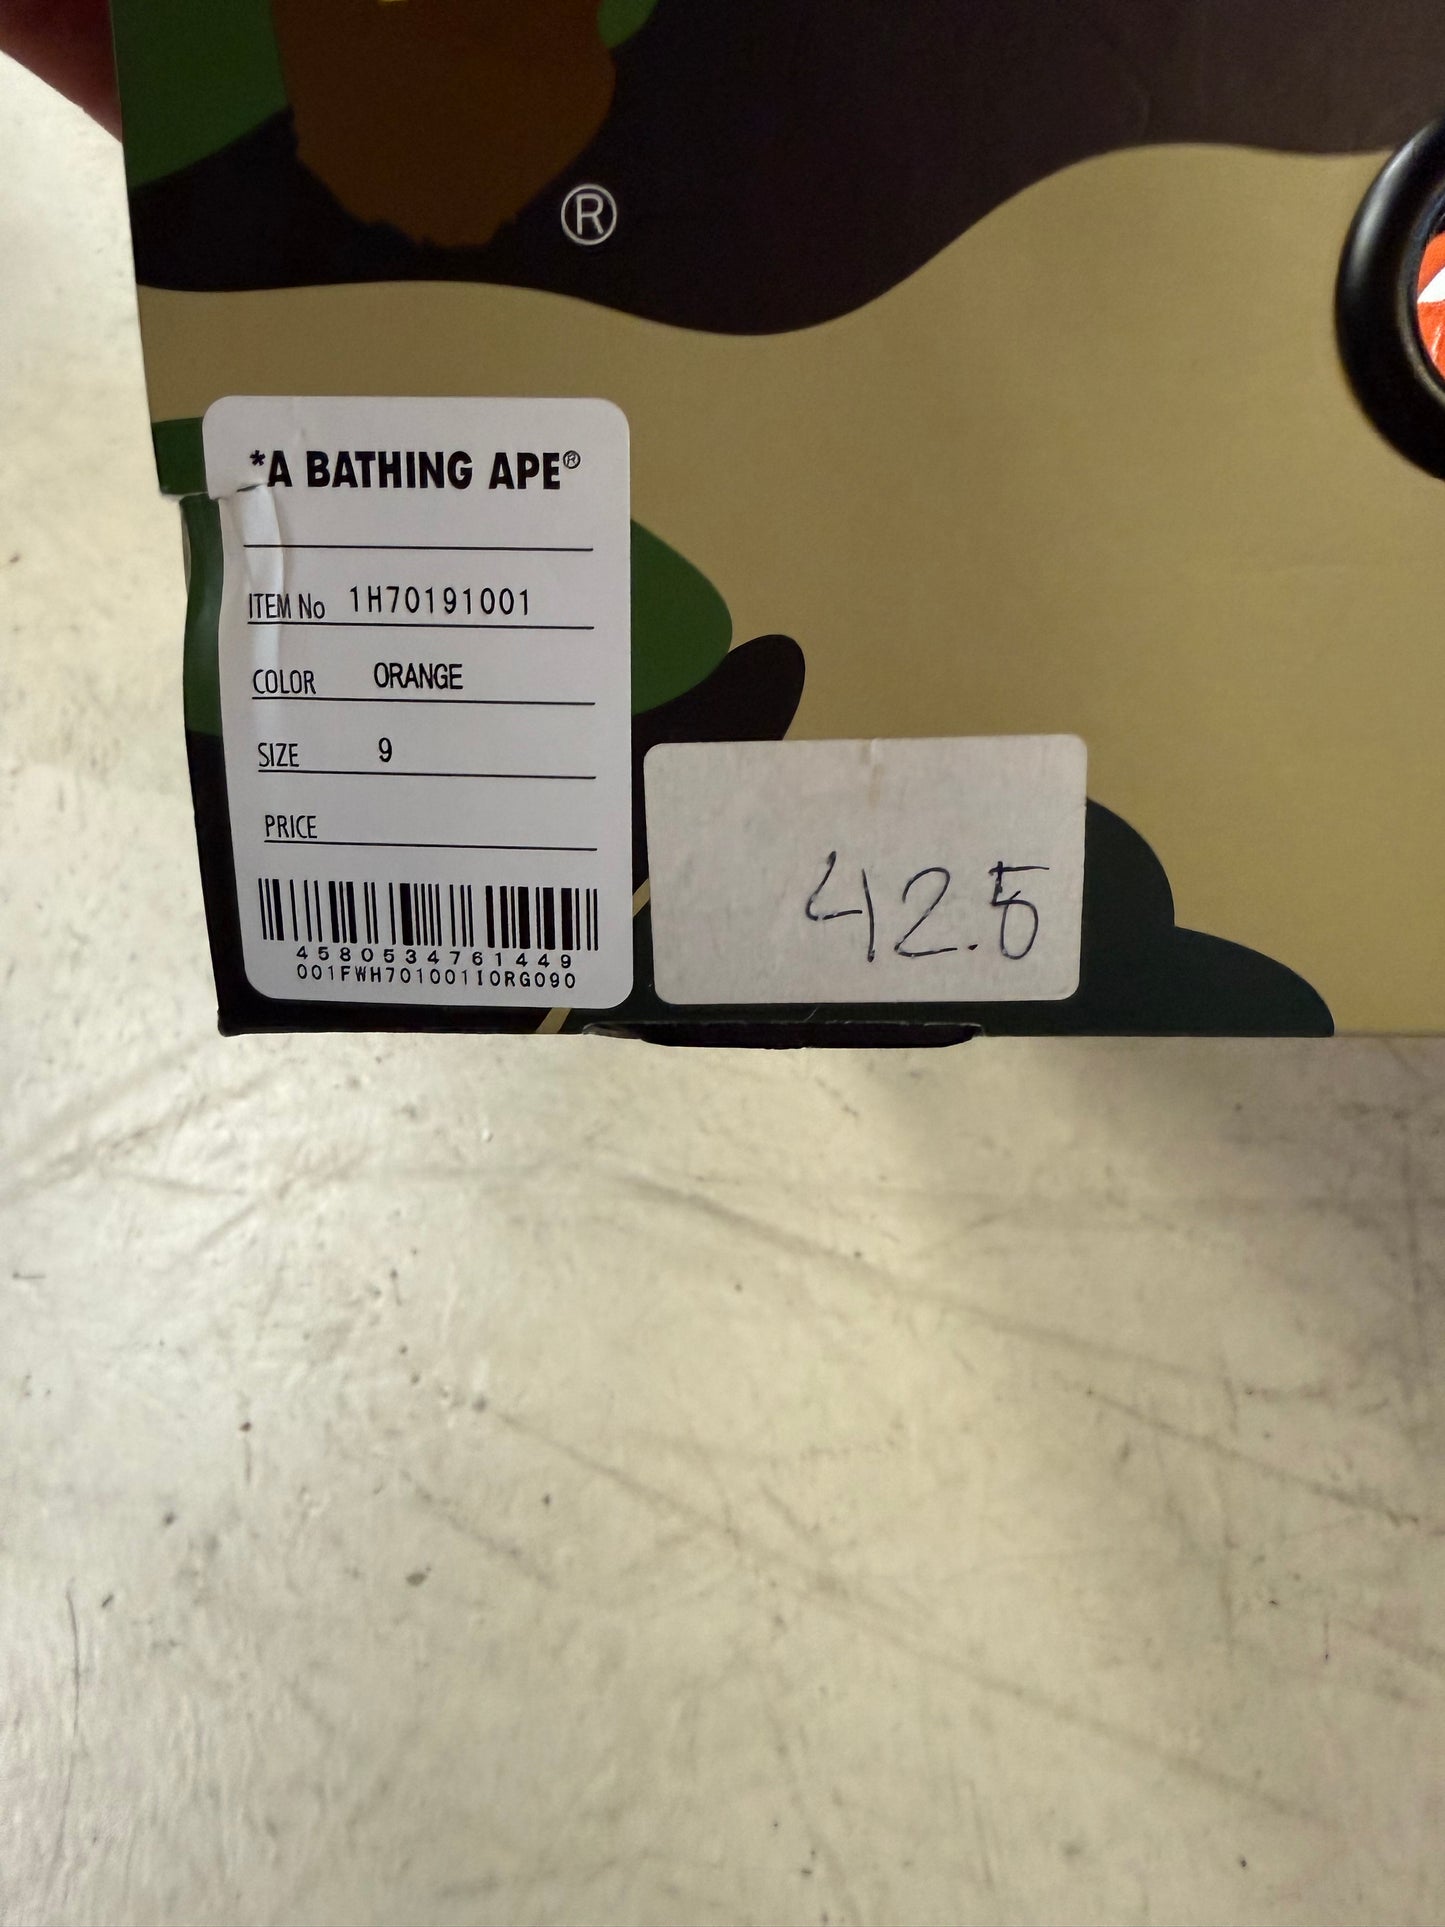 ®
*A BATHING APE®
ITEM No 1H70191001
COLOR ORANGE
SIZE 9
PRICE
4580534761449
001FWH701001IORG090
42.5